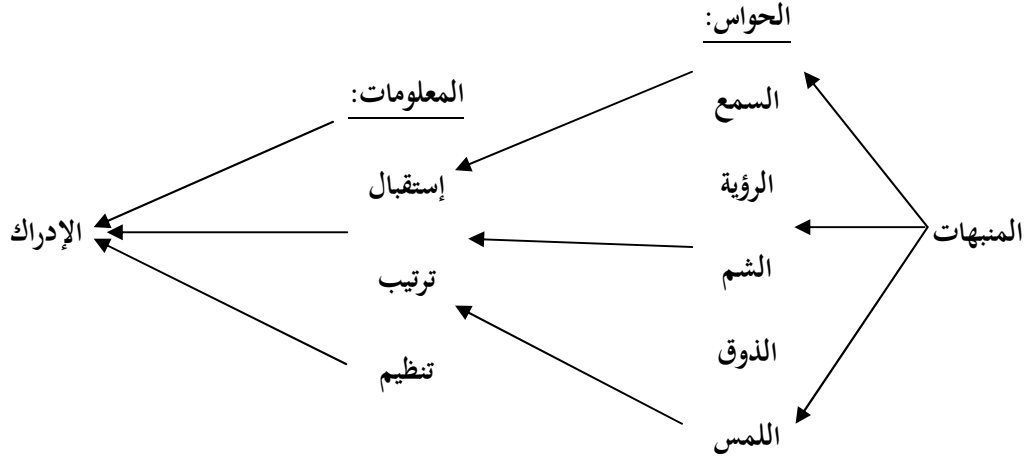 المنبهات
الحواس:
السمع
الرؤية
الشم
الذوق
اللمس
المعلومات:
إستقبال
ترتيب
تنظيم
الإدراك